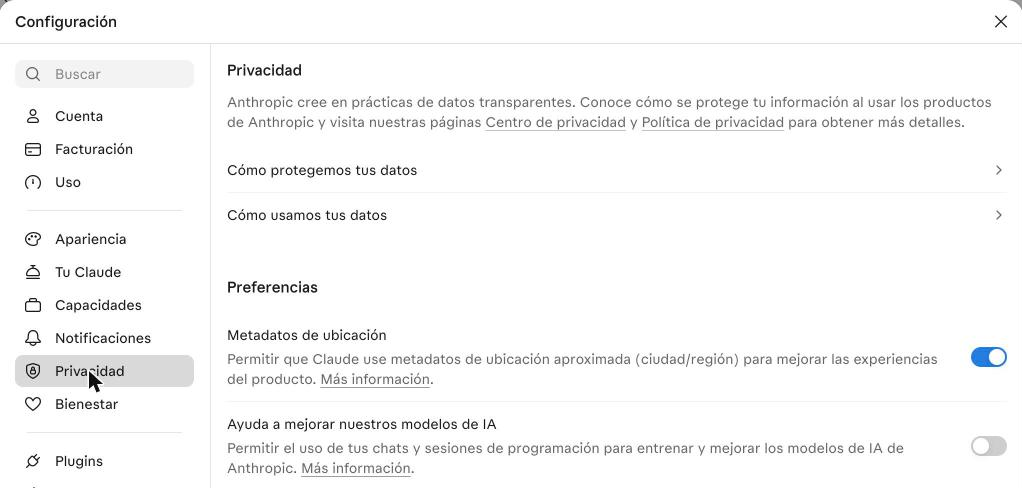 Configuración
Buscar
Cuenta
Facturación
Uso
Apariencia
Tu Claude
Capacidades
Notificaciones
Privacidad
Bienestar
Plugins
Privacidad
Anthropic cree en prácticas de datos transparentes. Conoce cómo se protege tu información al usar los productos
de Anthropic y visita nuestras páginas Centro de privacidad y Política de privacidad para obtener más detalles.
Cómo protegemos tus datos
Cómo usamos tus datos
Preferencias
Metadatos de ubicación
Permitir que Claude use metadatos de ubicación aproximada (ciudad/región) para mejorar las experiencias
del producto. Más información.
Ayuda a mejorar nuestros modelos de IA
Permitir el uso de tus chats y sesiones de programación para entrenar y mejorar los modelos de IA de
Anthropic. Más información.